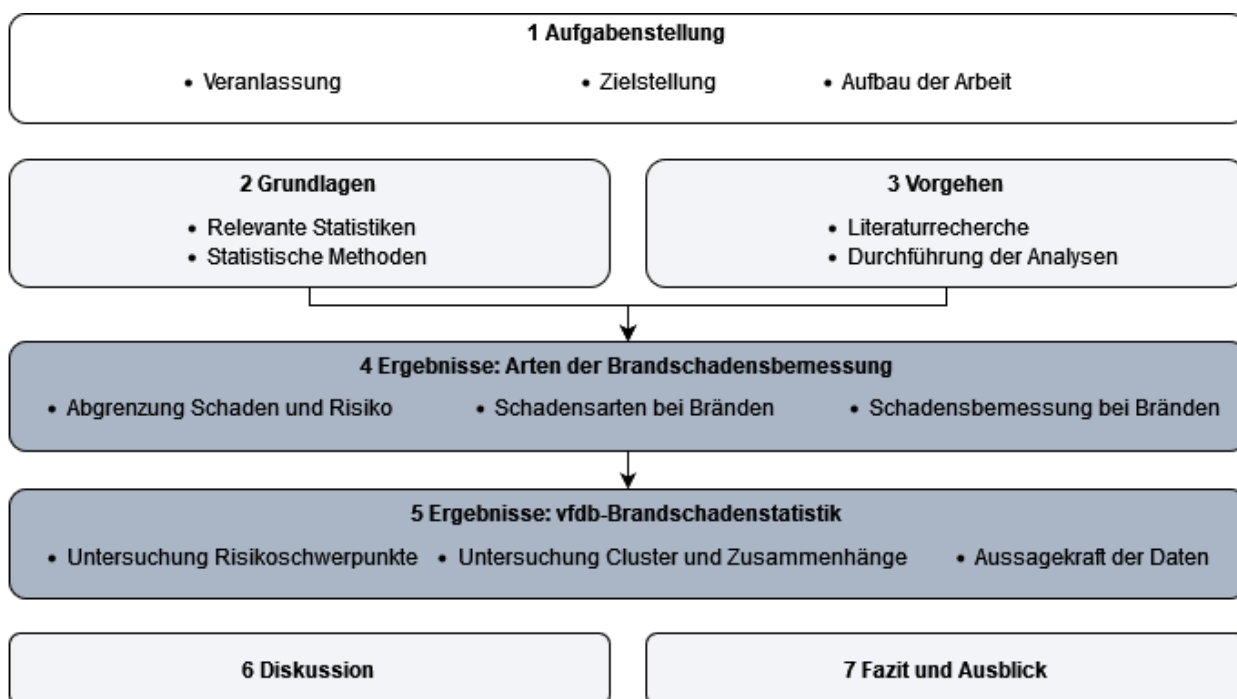 1 Aufgabenstellung
• Veranlassung • Zielstellung • Aufbau der Arbeit
2 Grundlagen
• Relevante Statistiken
• Statistische Methoden
3 Vorgehen
• Literaturrecherche
• Durchführung der Analysen
4 Ergebnisse: Arten der Brandschadensbemessung
• Abgrenzung Schaden und Risiko • Schadensarten bei Bränden • Schadensbemessung bei Bränden
5 Ergebnisse: vfdb-Brandschadenstatistik
• Untersuchung Risikoschwerpunkte • Untersuchung Cluster und Zusammenhänge • Aussagekraft der Daten
6 Diskussion
7 Fazit und Ausblick